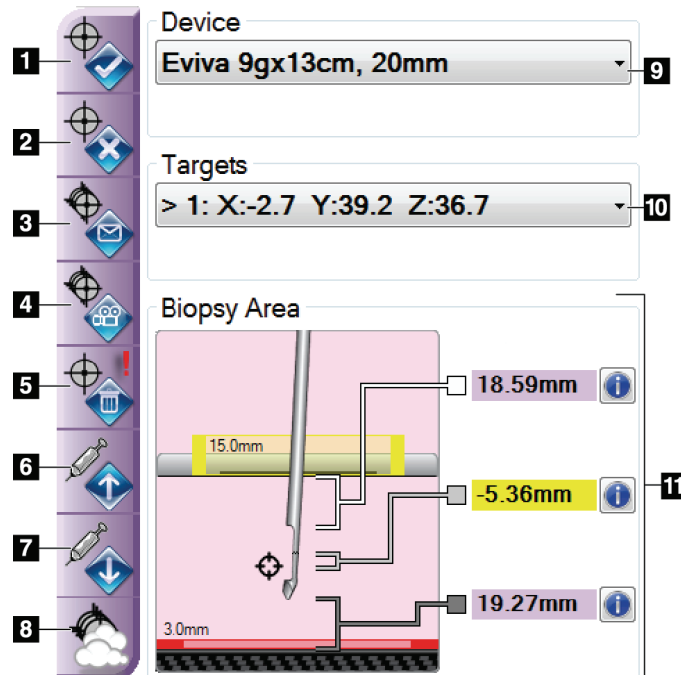 Device
1
Eviva 9gx13cm, 20mm
9
2
Targets
3
> 1: X:-2.7 Y:39.2 Z:36.7
10
4
Biopsy Area
5
!
18.59mm
i
15.0mm
6
-5.36mm
i
11
7
19.27mm
i
8
3.0mm